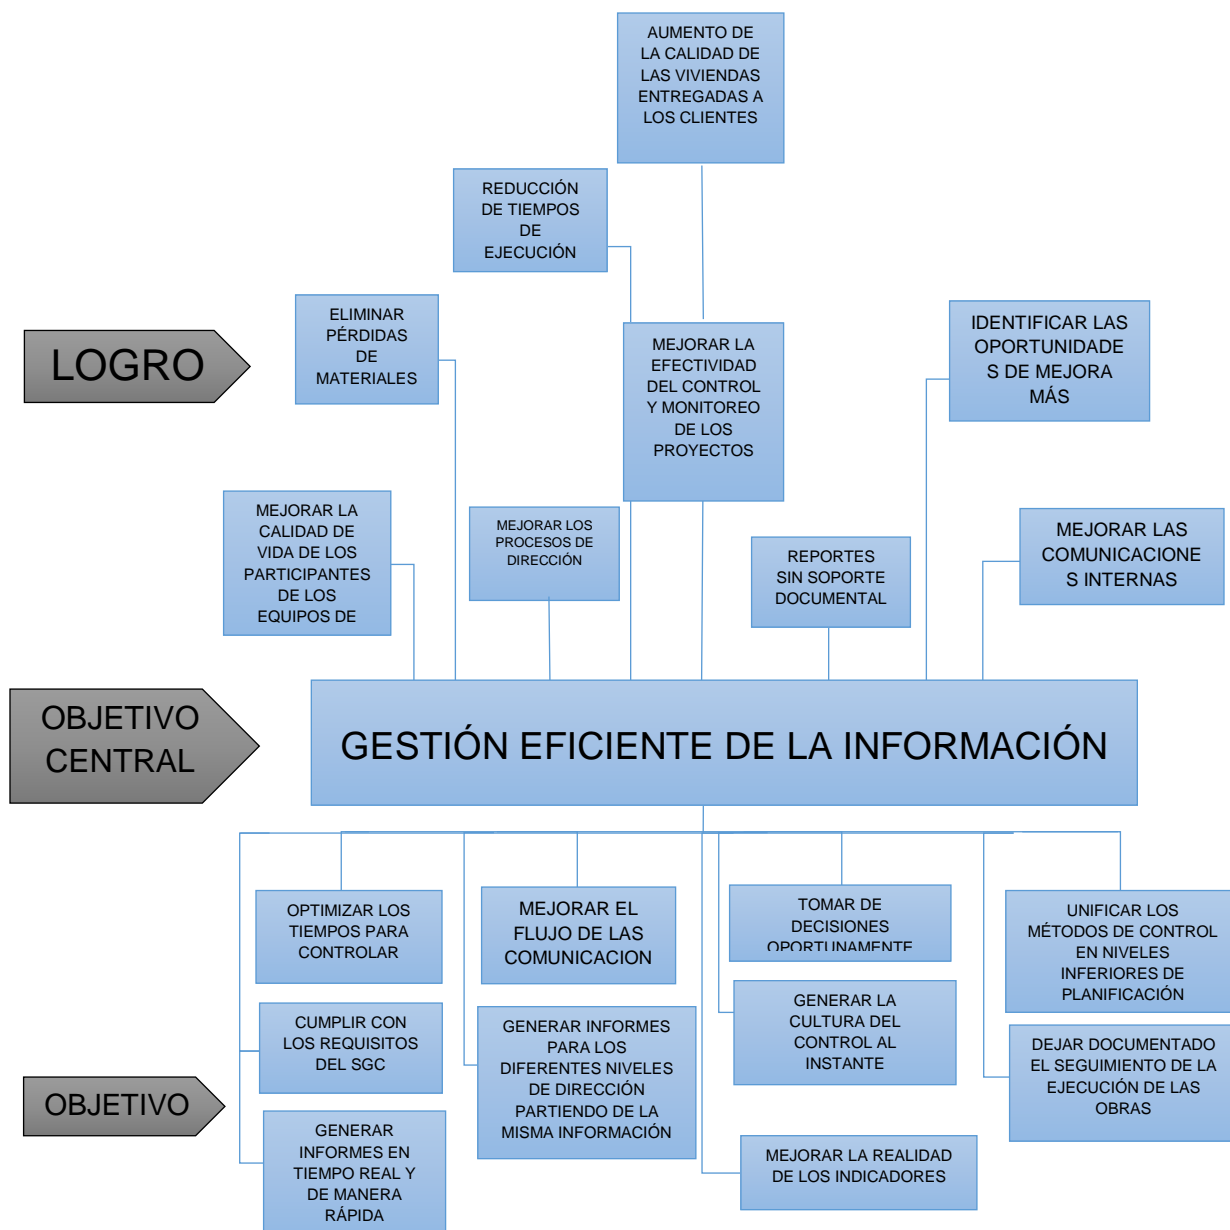 AUMENTO DE
LA CALIDAD DE
LAS VIVIENDAS
ENTREGADAS A
LOS CLIENTES
REDUCCIÓN
DE TIEMPOS
DE
EJECUCIÓN
ELIMINAR
PÉRDIDAS
DE
MATERIALES
LOGRO
MEJORAR LA
EFECTIVIDAD
DEL CONTROL
Y MONITOREO
DE LOS
PROYECTOS
IDENTIFICAR LAS
OPORTUNIDADE
S DE MEJORA
MÁS
MEJORAR LA
CALIDAD DE
VIDA DE LOS
PARTICIPANTES
DE LOS
EQUIPOS DE
MEJORAR LOS
PROCESOS DE
DIRECCIÓN
REPORTES
SIN SOPORTE
DOCUMENTAL
MEJORAR LAS
COMUNICACIONE
S INTERNAS
OBJETIVO
CENTRAL
GESTIÓN EFICIENTE DE LA INFORMACIÓN
OPTIMIZAR LOS
TIEMPOS PARA
CONTROLAR
MEJORAR EL
FLUJO DE LAS
COMUNICACION
TOMAR DE
DECISIONES
OPORTUNAMENTE
UNIFICAR LOS
MÉTODOS DE CONTROL
EN NIVELES
INFERIORES DE
PLANIFICACIÓN
CUMPLIR CON
LOS REQUISITOS
DEL SGC
GENERAR INFORMES
PARA LOS
DIFERENTES NIVELES
DE DIRECCIÓN
PARTIENDO DE LA
MISMA INFORMACIÓN
GENERAR LA
CULTURA DEL
CONTROL AL
INSTANTE
DEJAR DOCUMENTADO
EL SEGUIMIENTO DE LA
EJECUCIÓN DE LAS
OBRAS
OBJETIVO
GENERAR
INFORMES EN
TIEMPO REAL Y
DE MANERA
RÁPIDA
MEJORAR LA REALIDAD
DE LOS INDICADORES